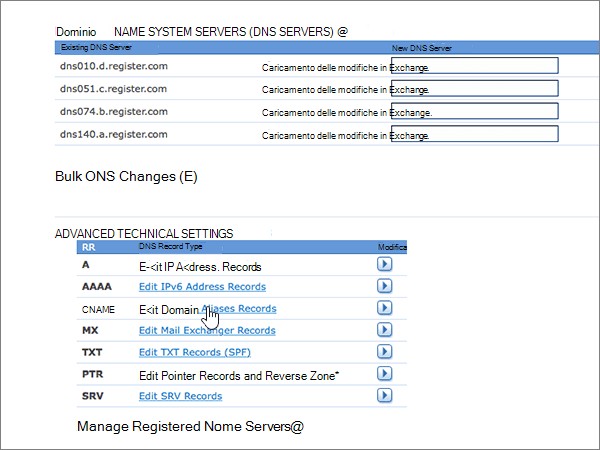 Dominio NAME SYSTEM SERVERS (DNS SERVERS) @
Existing DNS Server New DNS Server
dns010.d.register.com Caricamento delle modifiche in Exchange.
dns051.c.register.com Caricamento delle modifiche in Exchange.
dns074.b.register.com Caricamento delle modifiche in Exchange.
dns140.a.register.com Caricamento delle modifiche in Exchange.
Bulk ONS Changes (E)
ADVANCED TECHNICAL SETTINGS
RR DNS Record Type Modifica
A E-<it IP A<dress. Records
AAAA Edit IPv6 Address Records
CNAME E<it Domain Aliases Records
MX Edit Mail Exchanger Records
TXT Edit TXT Records (SPF)
PTR Edit Pointer Records and Reverse Zone*
SRV Edit SRV Records
Manage Registered Nome Servers@